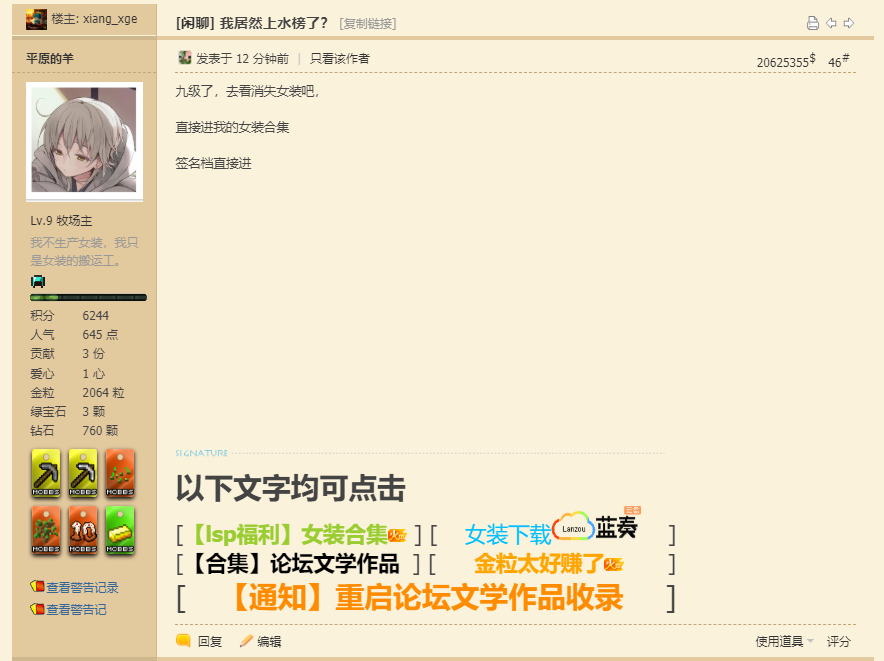 楼主: xiang_xge
[闲聊] 我居然上水榜了? [复制链接]
平原的羊
发表于 12 分钟前 | 只看该作者
20625355$ 46#
九级了，去看消失女装吧，
直接进我的女装合集
签名档直接进
Lv.9 牧场主
我不生产女装，我只
是女装的搬运工。
积分 6244
人气 645 点
贡献 3 份
爱心 1 心
金粒 2064 粒
绿宝石 3 颗
钻石 760 颗
MCBBS MCBBS MCBBS
MCBBS 10 MCBBS MCBBS
查看警告记录
查看警告记
SIGNATURE
以下文字均可点击
[【lsp福利】女装合集 ] [ 女装下载 Lanzou 蓝奏 ]
[【合集】论坛文学作品 ] [ 金粒太好赚了 ]
[ 【通知】重启论坛文学作品收录 ]
回复 编辑
使用道具 评分